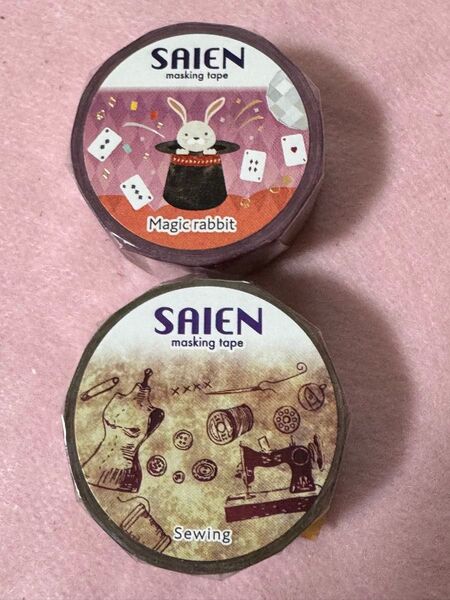 SAIEN
masking tape
Magic rabbit
SAIEN
masking tape
Sewing